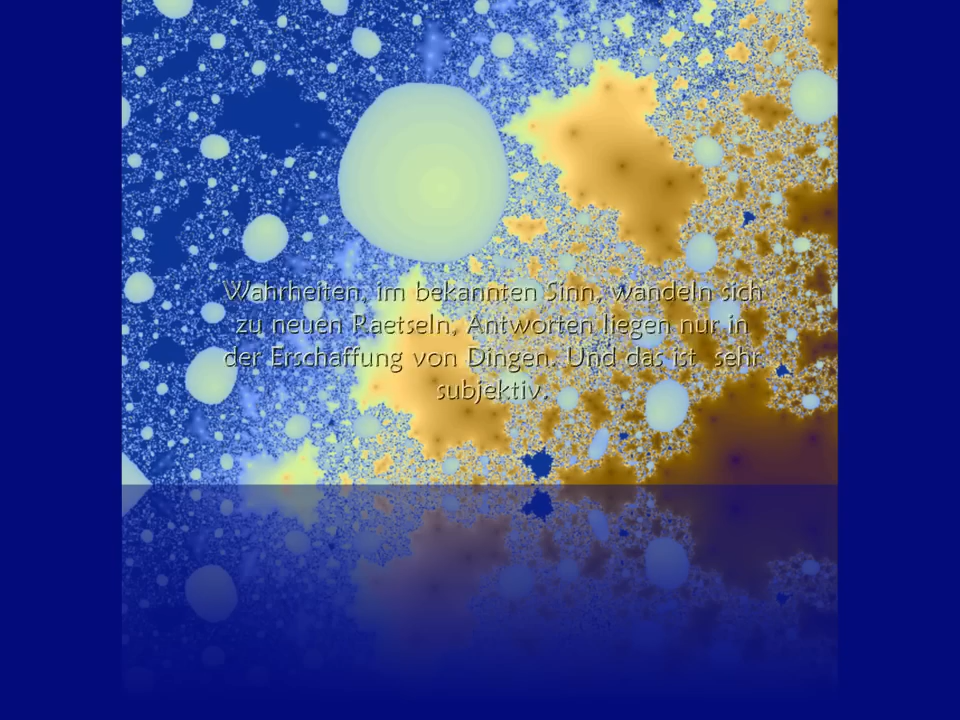 Wahrheiten, im bekannten Sinn, wandeln sich
zu neuen Raetseln, Antworten liegen nur in
der Erschaffung von Dingen. Und das ist  sehr
subjektiv.